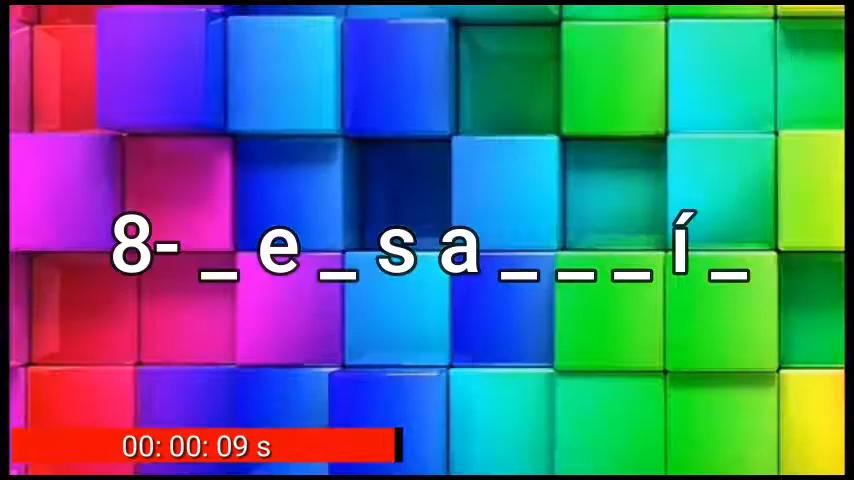 8- _ e _ s a _ _ _ í _
00: 00: 09 s